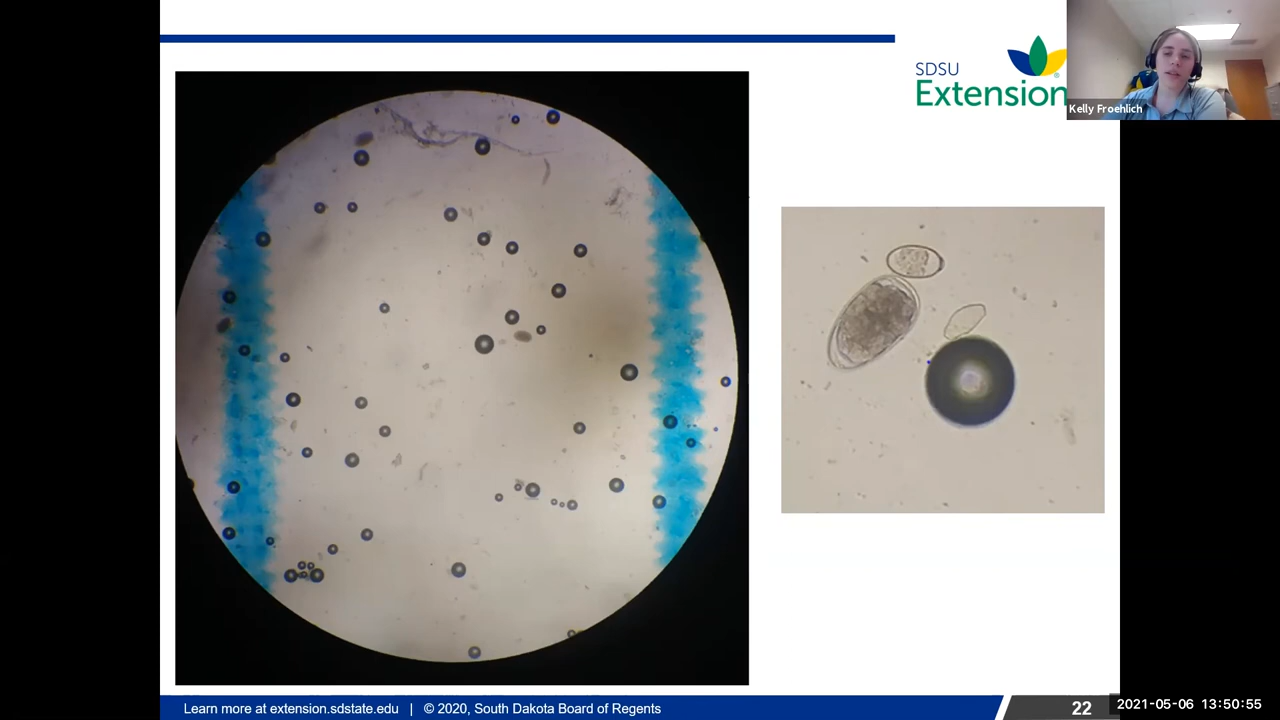 SDSU
Extension
Kelly Froehlich
Learn more at extension.sdstate.edu | © 2020, South Dakota Board of Regents
22
2021-05-06 13:50:55